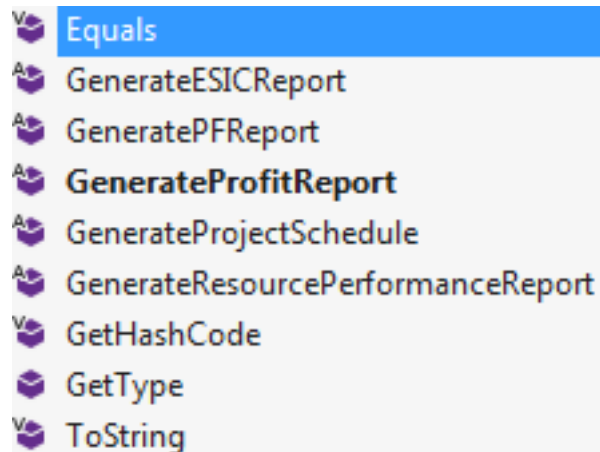 V Equals
A GenerateESICReport
A GeneratePFReport
A GenerateProfitReport
A GenerateProjectSchedule
A GenerateResourcePerformanceReport
V GetHashCode
GetType
V ToString